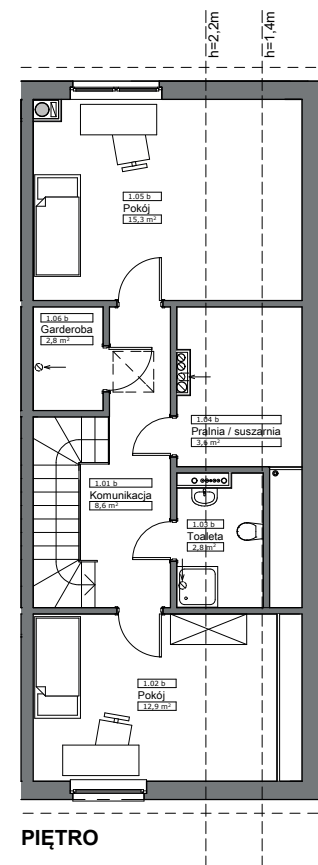 h=2,2m
h=1,4m
1.05 b
Pokój
15,3 m²
1.06 b
Garderoba
2,8 m²
1.04 b
Pralnia / suszarnia
3,6 m²
1.01 b
Komunikacja
8,6 m²
1.03 b
Toaleta
2,8 m²
1.02 b
Pokój
12,9 m²
PIĘTRO